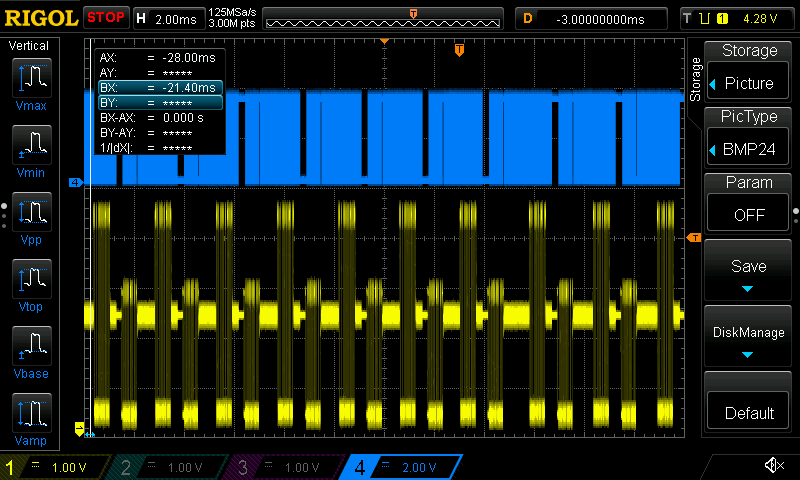 RIGOL STOP H 2.00ms 125MSa/s 3.00M pts T D -3.00000000ms T 1 4.28 V
Vertical
Vmax
Vmin
Vpp
Vtop
Vbase
Vamp
AX: = -28.00ms
AY: = *****
BX: = -21.40ms
BY: = *****
BX-AX: = 0.000 s
BY-AY: = *****
1/|dX|: = *****
T
4
T
Storage
Storage
Picture
PicType
BMP24
Param
OFF
Save
DiskManage
Default
1 = 1.00 V 2 = 1.00 V 3 = 1.00 V 4 = 2.00 V